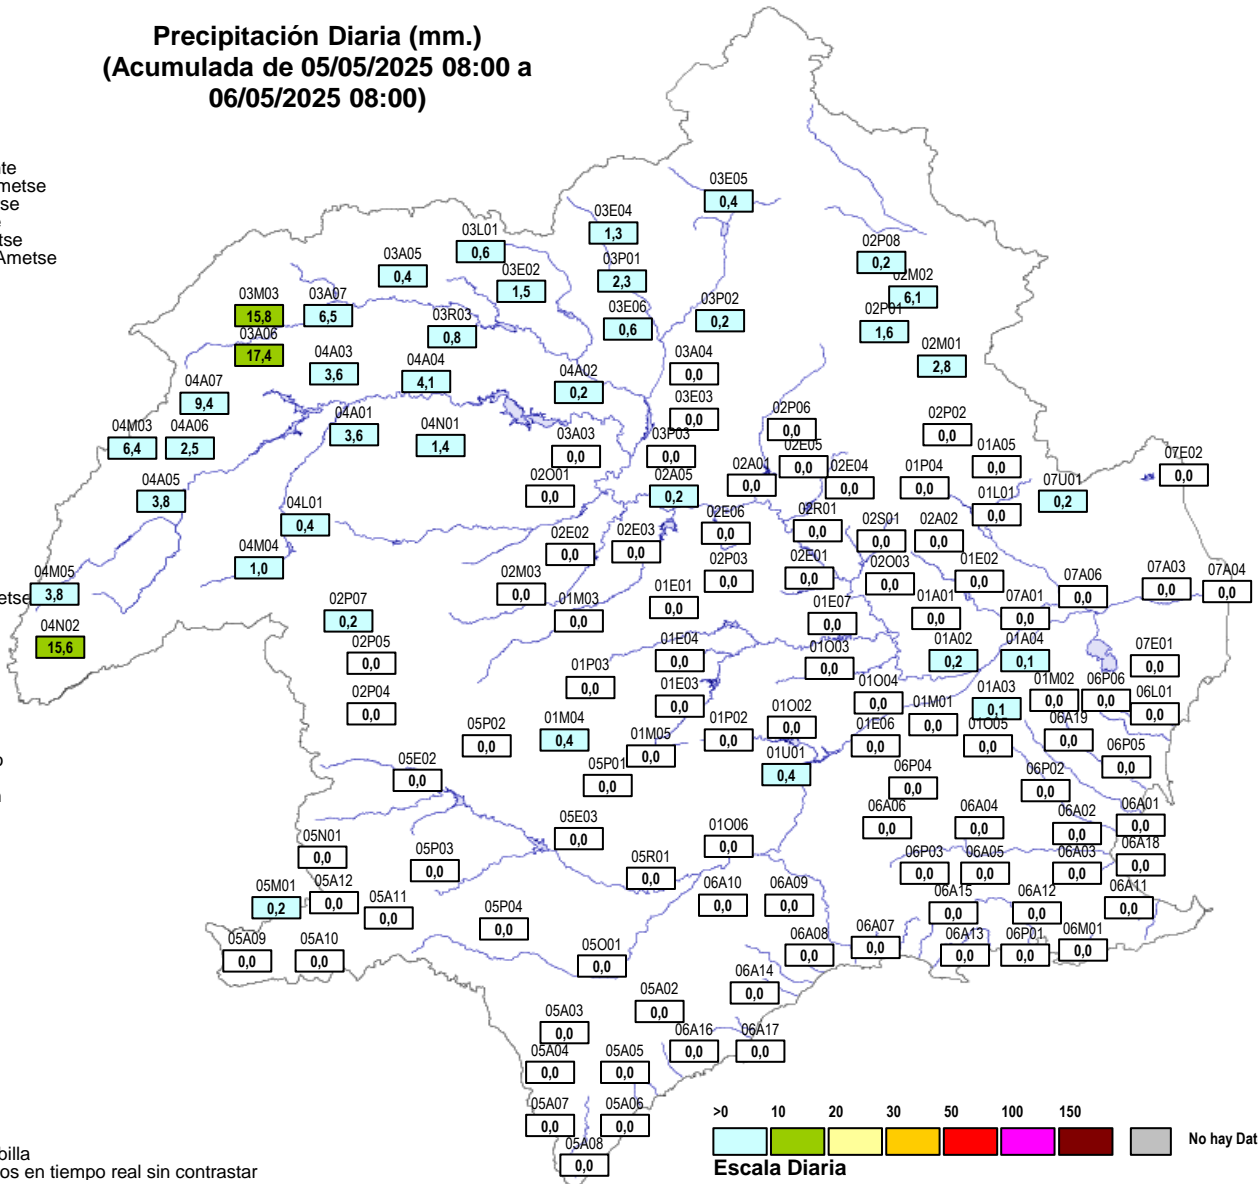 Precipitación Diaria (mm.)
(Acumulada de 05/05/2025 08:00 a
06/05/2025 08:00)
nte
metse
tse
e
tse
Ametse
03E05
0,4
03E04
1,3
03L01
0,6
02P08
0,2
03A05
0,4
03P01
2,3
02M02
6,1
03E02
1,5
03M03
15,8
03A07
6,5
03P02
0,2
03E06
0,6
02P01
1,6
03R03
0,8
03A06
17,4
04A03
3,6
04A04
4,1
03A04
0,0
02M01
2,8
04A02
0,2
04A07
9,4
03E03
0,0
04A01
3,6
02P06
0,0
02P02
0,0
04M03
6,4
04A06
2,5
04N01
1,4
03A03
0,0
03P03
0,0
02E05
0,0
01A05
0,0
07E02
0,0
02O01
0,0
02A05
0,2
02A01
0,0
02E04
0,0
01P04
0,0
07U01
0,2
04A05
3,8
01L01
0,0
04L01
0,4
02E06
0,0
02R01
0,0
02S01
0,0
02A02
0,0
02E02
0,0
02E03
0,0
04M04
1,0
02P03
0,0
02E01
0,0
02O03
0,0
01E02
0,0
04M05
3,8
etse
02M03
0,0
07A06
0,0
07A03
0,0
07A04
0,0
01M03
0,0
01E01
0,0
02P07
0,2
01E07
0,0
01A01
0,0
07A01
0,0
04N02
15,6
02P05
0,0
01E04
0,0
01O03
0,0
01A02
0,2
01A04
0,1
07E01
0,0
01P03
0,0
01E03
0,0
01O04
0,0
01M02
0,0
06P06
0,0
02P04
0,0
01A03
0,1
06L01
0,0
01M01
0,0
05P02
0,0
01M04
0,4
01P02
0,0
01O02
0,0
01E06
0,0
01O05
0,0
06A19
0,0
01M05
0,0
o
05E02
0,0
05P01
0,0
01U01
0,4
06P04
0,0
06P02
0,0
06P05
0,0
05E03
0,0
01O06
0,0
06A06
0,0
06A04
0,0
06A02
0,0
06A01
0,0
05N01
0,0
05P03
0,0
05R01
0,0
06P03
0,0
06A05
0,0
06A03
0,0
06A18
0,0
05M01
0,2
05A12
0,0
05A11
0,0
06A10
0,0
06A09
0,0
06A15
0,0
06A12
0,0
06A11
0,0
05P04
0,0
05A09
0,0
05A10
0,0
05O01
0,0
06A08
0,0
06A07
0,0
06A13
0,0
06P01
0,0
06M01
0,0
06A14
0,0
05A02
0,0
05A03
0,0
06A16
0,0
06A17
0,0
05A04
0,0
05A05
0,0
05A07
0,0
05A06
0,0
05A08
0,0
>0 10 20 30 50 100 150
No hay Dat
Escala Diaria
billa
os en tiempo real sin contrastar